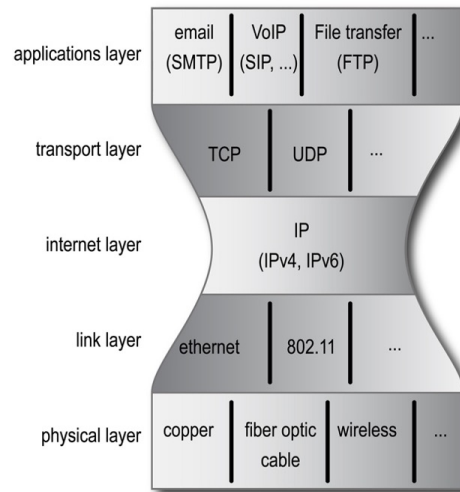 applications layer
email
(SMTP)
VoIP
(SIP, ...)
File transfer
(FTP)
...
transport layer
TCP
UDP
...
internet layer
IP
(IPv4, IPv6)
link layer
ethernet
802.11
...
physical layer
copper
fiber optic
cable
wireless
...